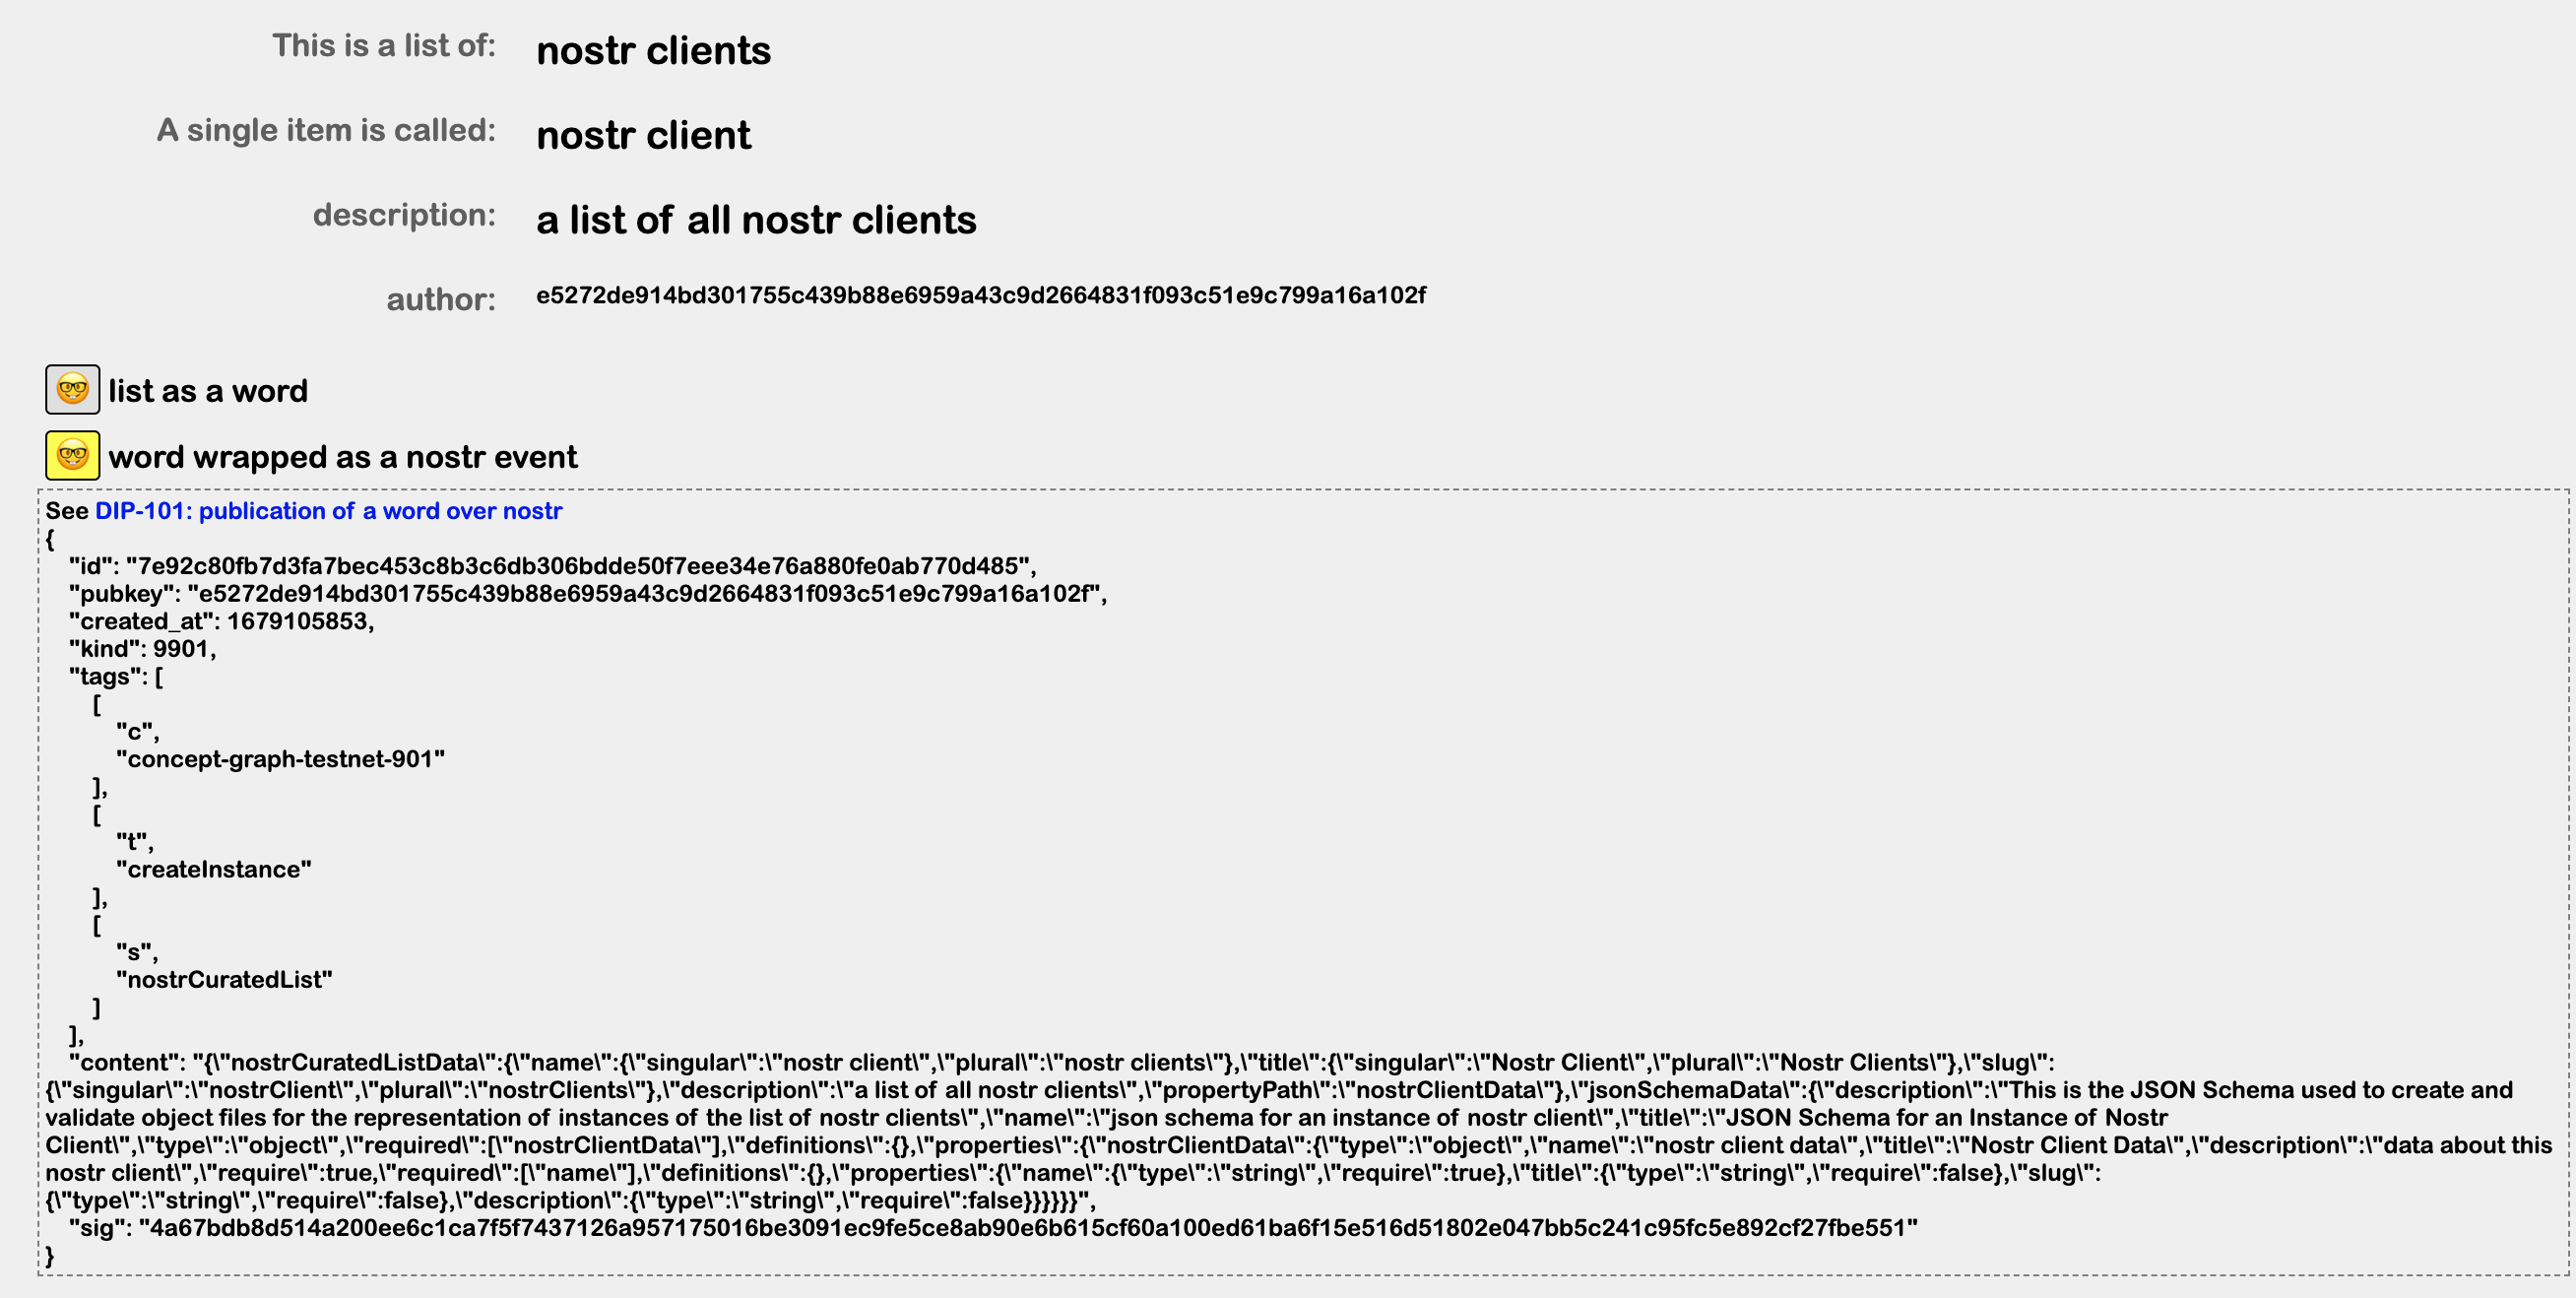 This is a list of: nostr clients
A single item is called: nostr client
description: a list of all nostr clients
author: e5272de914bd301755c439b88e6959a43c9d2664831f093c51e9c799a16a102f
list as a word
word wrapped as a nostr event
See DIP-101: publication of a word over nostr
{
    "id": "7e92c80fb7d3fa7bec453c8b3c6db306bdde50f7eee34e76a880fe0ab770d485",
    "pubkey": "e5272de914bd301755c439b88e6959a43c9d2664831f093c51e9c799a16a102f",
    "created_at": 1679105853,
    "kind": 9901,
    "tags": [
        [
            "c",
            "concept-graph-testnet-901"
        ],
        [
            "t",
            "createInstance"
        ],
        [
            "s",
            "nostrCuratedList"
        ]
    ],
    "content": "{\"nostrCuratedListData\":{\"name\":{\"singular\":\"nostr client\",\"plural\":\"nostr clients\"},\"title\":{\"singular\":\"Nostr Client\",\"plural\":\"Nostr Clients\"},\"slug\":
{\"singular\":\"nostrClient\",\"plural\":\"nostrClients\"},\"description\":\"a list of all nostr clients\",\"propertyPath\":\"nostrClientData\"},\"jsonSchemaData\":{\"description\":\"This is the JSON Schema used to create and
validate object files for the representation of instances of the list of nostr clients\",\"name\":\"json schema for an instance of nostr client\",\"title\":\"JSON Schema for an Instance of Nostr
Client\",\"type\":\"object\",\"required\":[\"nostrClientData\"],\"definitions\":{},\"properties\":{\"nostrClientData\":{\"type\":\"object\",\"name\":\"nostr client data\",\"title\":\"Nostr Client Data\",\"description\":\"data about this
nostr client\",\"require\":true,\"required\":[\"name\"],\"definitions\":{},\"properties\":{\"name\":{\"type\":\"string\",\"require\":true},\"title\":{\"type\":\"string\",\"require\":false},\"slug\":
{\"type\":\"string\",\"require\":false},\"description\":{\"type\":\"string\",\"require\":false}}}}}}",
    "sig": "4a67bdb8d514a200ee6c1ca7f5f7437126a957175016be3091ec9fe5ce8ab90e6b615cf60a100ed61ba6f15e516d51802e047bb5c241c95fc5e892cf27fbe551"
}